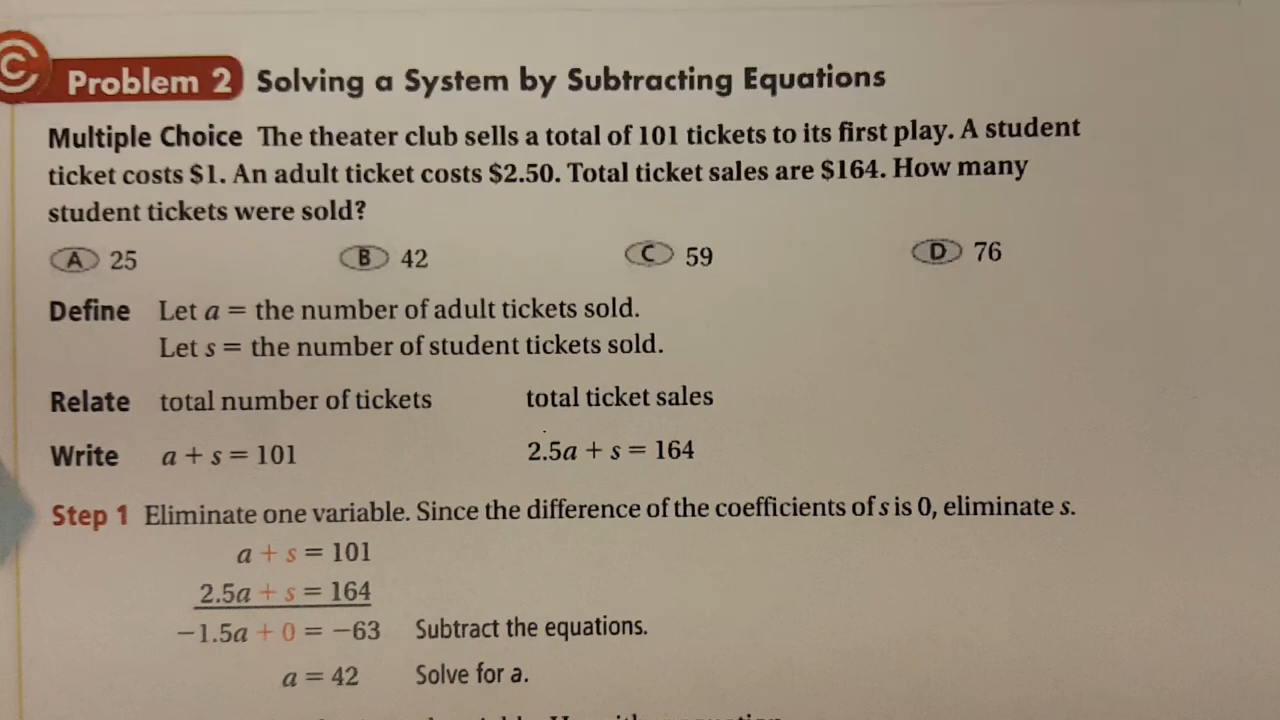 Problem 2 Solving a System by Subtracting Equations
Multiple Choice The theater club sells a total of 101 tickets to its first play. A student
ticket costs $1. An adult ticket costs $2.50. Total ticket sales are $164. How many
student tickets were sold?
A 25 B 42 C 59 D 76
Define Let a = the number of adult tickets sold.
Let s = the number of student tickets sold.
Relate total number of tickets total ticket sales
Write a + s = 101 2.5a + s = 164
Step 1 Eliminate one variable. Since the difference of the coefficients of s is 0, eliminate s.
a + s = 101
2.5a + s = 164
−1.5a + 0 = −63 Subtract the equations.
a = 42 Solve for a.